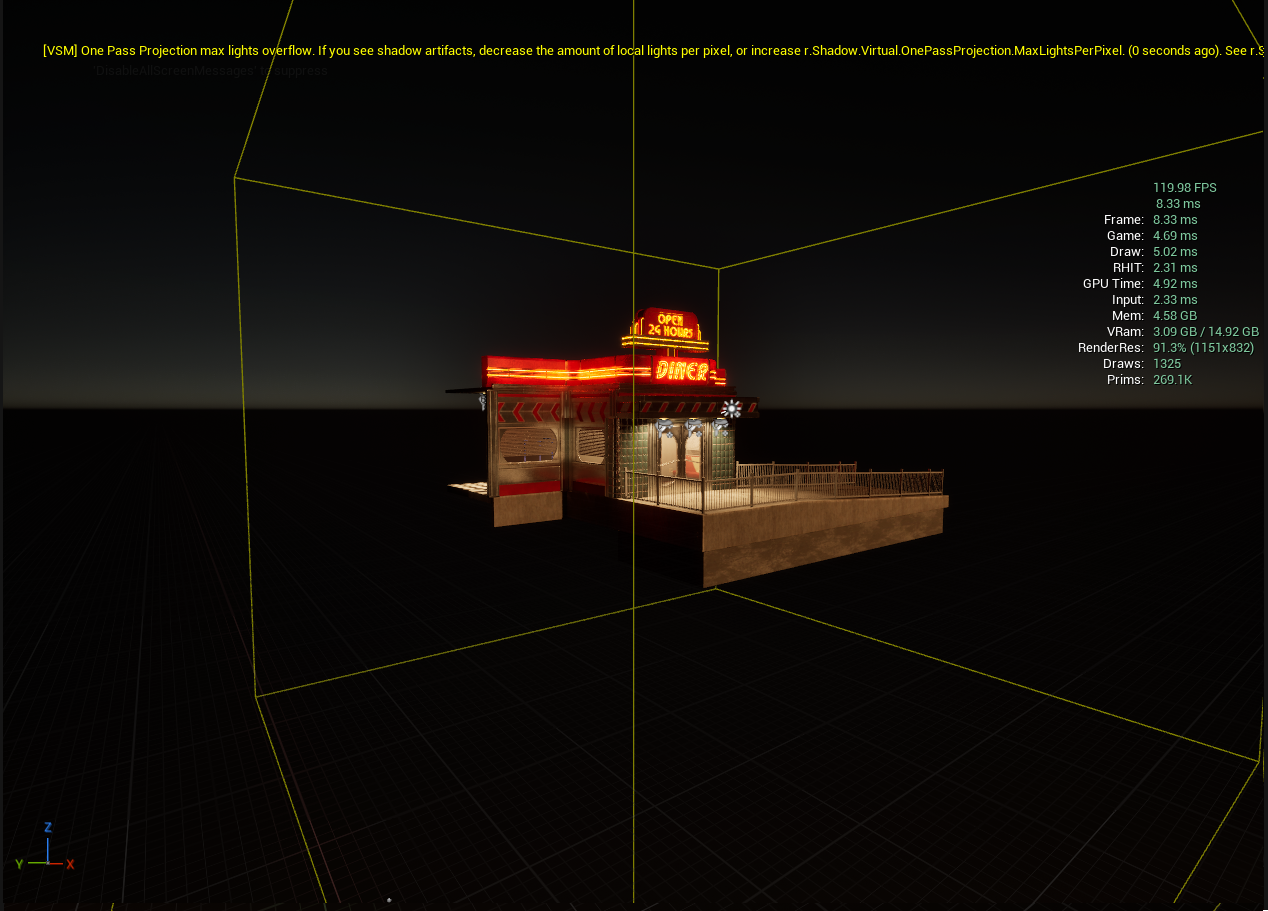 [VSM] One Pass Projection max lights overflow. If you see shadow artifacts, decrease the amount of local lights per pixel, or increase r.Shadow.Virtual.OnePassProjection.MaxLightsPerPixel. (0 seconds ago). See r.S
'DisableAllScreenMessages' to suppress
119.98 FPS
8.33 ms
Frame: 8.33 ms
Game: 4.69 ms
Draw: 5.02 ms
RHIT: 2.31 ms
GPU Time: 4.92 ms
Input: 2.33 ms
Mem: 4.58 GB
VRam: 3.09 GB / 14.92 GB
RenderRes: 91.3% (1151x832)
Draws: 1325
Prims: 269.1K
OPEN
24 HOURS
DINER
Z
Y X